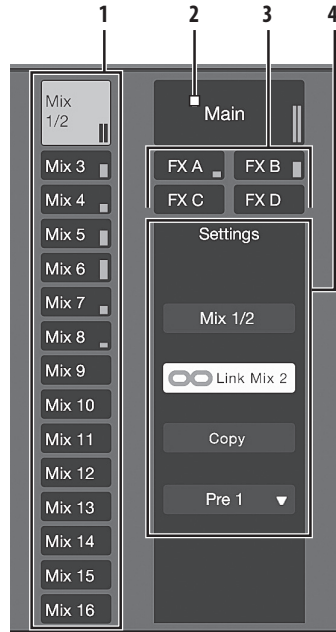 1
2
3
4
Mix
1/2
Mix 3
Mix 4
Mix 5
Mix 6
Mix 7
Mix 8
Mix 9
Mix 10
Mix 11
Mix 12
Mix 13
Mix 14
Mix 15
Mix 16
Main
FX A
FX B
FX C
FX D
Settings
Mix 1/2
Link Mix 2
Copy
Pre 1